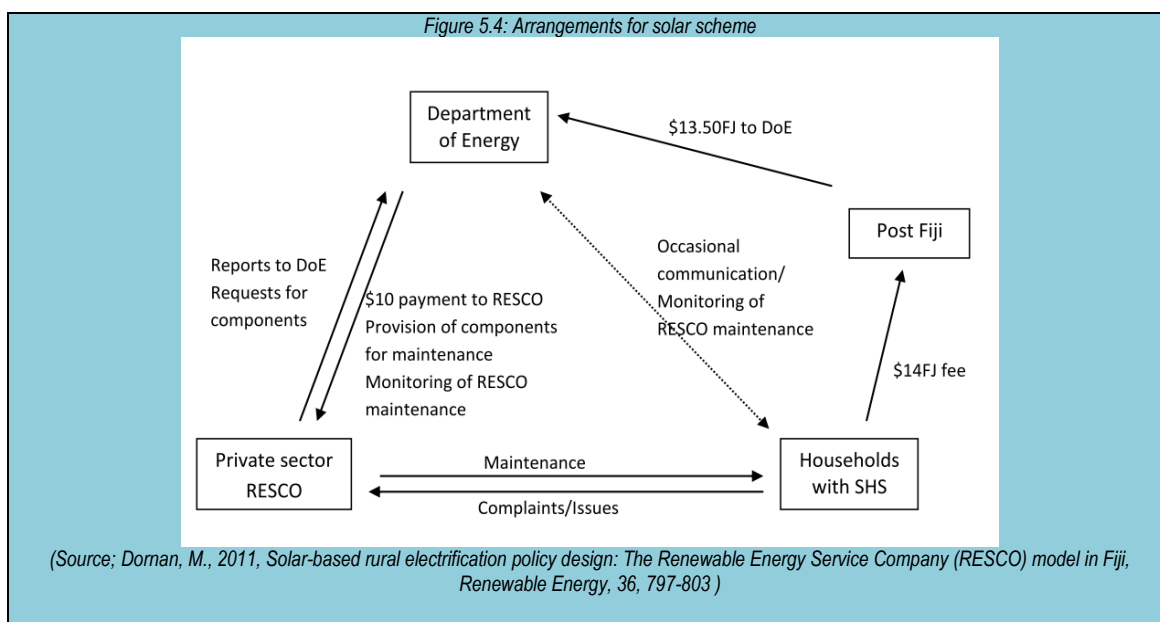 Figure 5.4: Arrangements for solar scheme
Department
of Energy
$13.50FJ to DoE
Post Fiji
Reports to DoE
Requests for
components
$10 payment to RESCO
Provision of components
for maintenance
Monitoring of RESCO
maintenance
Occasional
communication/
Monitoring of
RESCO maintenance
$14FJ fee
Private sector
RESCO
Maintenance
Complaints/Issues
Households
with SHS
(Source; Dornan, M., 2011, Solar-based rural electrification policy design: The Renewable Energy Service Company (RESCO) model in Fiji,
Renewable Energy, 36, 797-803 )